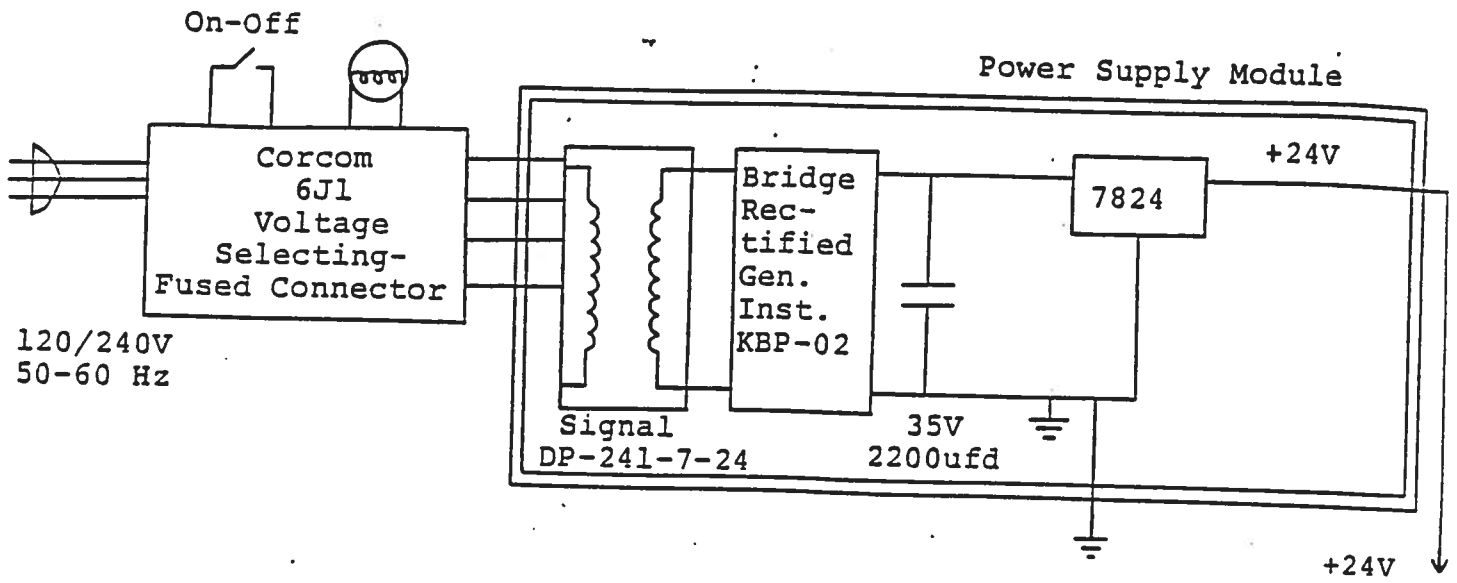 On-Off
Power Supply Module
Corcom
6J1
Voltage
Selecting-
Fused Connector
120/240V
50-60 Hz
Signal
DP-241-7-24
Bridge
Rec-
tified
Gen.
Inst.
KBP-02
35V
2200ufd
7824
+24V
+24V